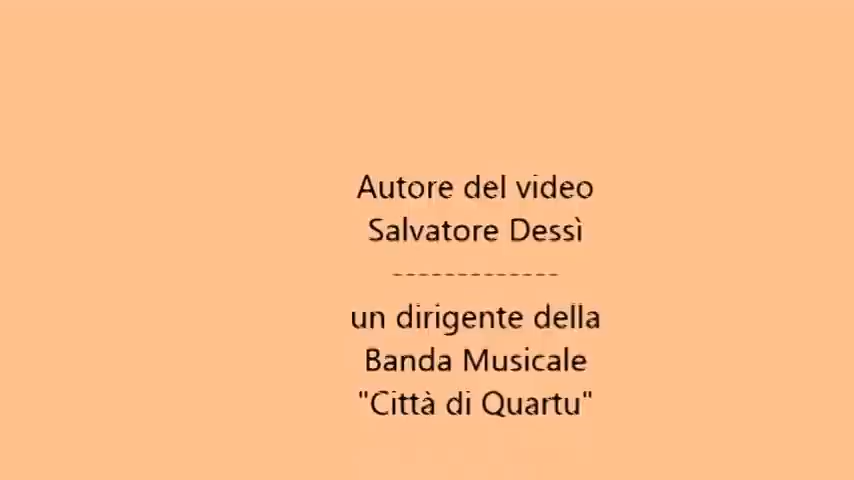 Autore del video
Salvatore Dessì
-------------
un dirigente della
Banda Musicale
"Città di Quartu"